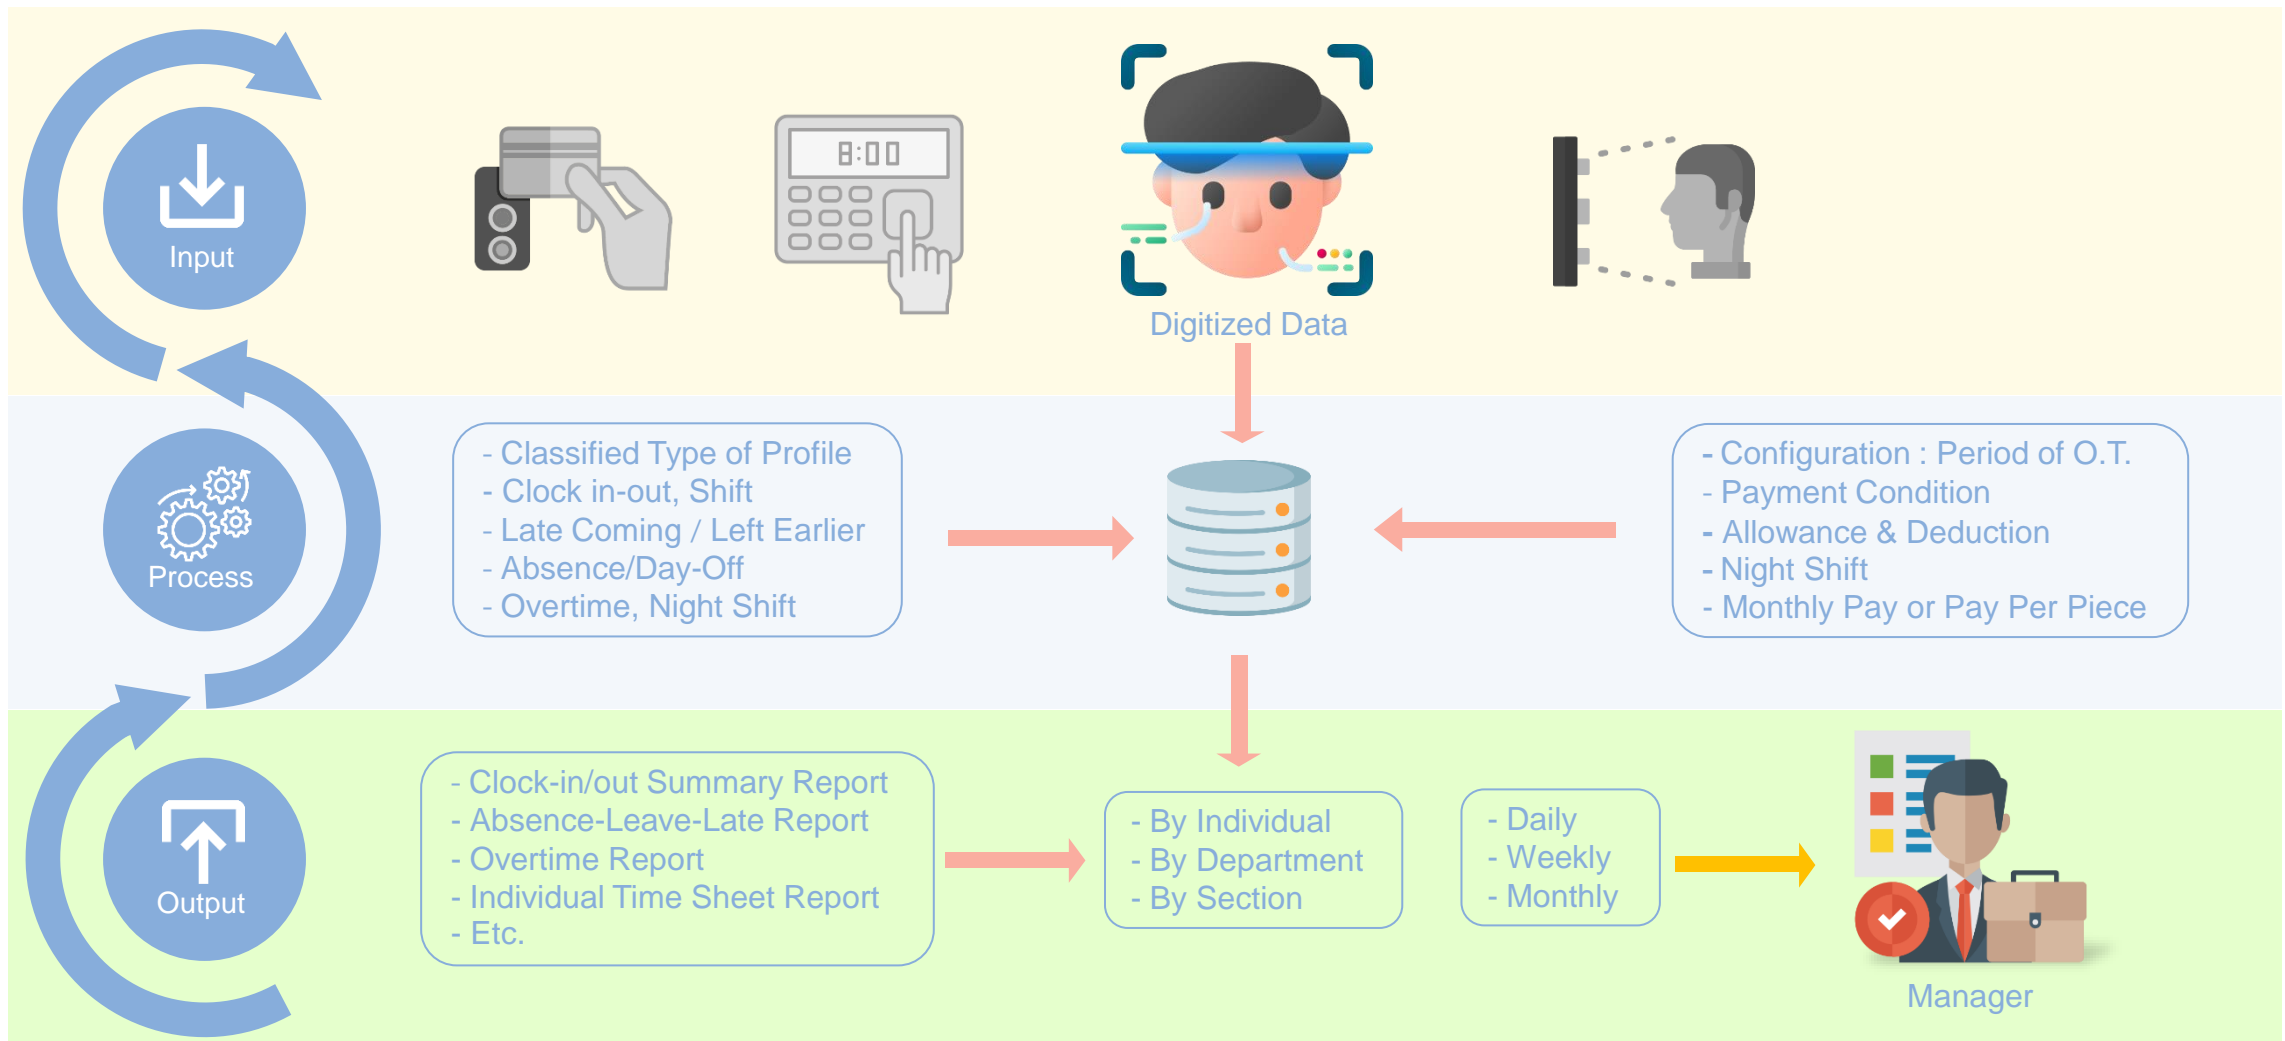 8:00
Input
Digitized Data
Process
- Classified Type of Profile
- Clock in-out, Shift
- Late Coming / Left Earlier
- Absence/Day-Off
- Overtime, Night Shift
- Configuration : Period of O.T.
- Payment Condition
- Allowance & Deduction
- Night Shift
- Monthly Pay or Pay Per Piece
Output
- Clock-in/out Summary Report
- Absence-Leave-Late Report
- Overtime Report
- Individual Time Sheet Report
- Etc.
- By Individual
- By Department
- By Section
- Daily
- Weekly
- Monthly
Manager